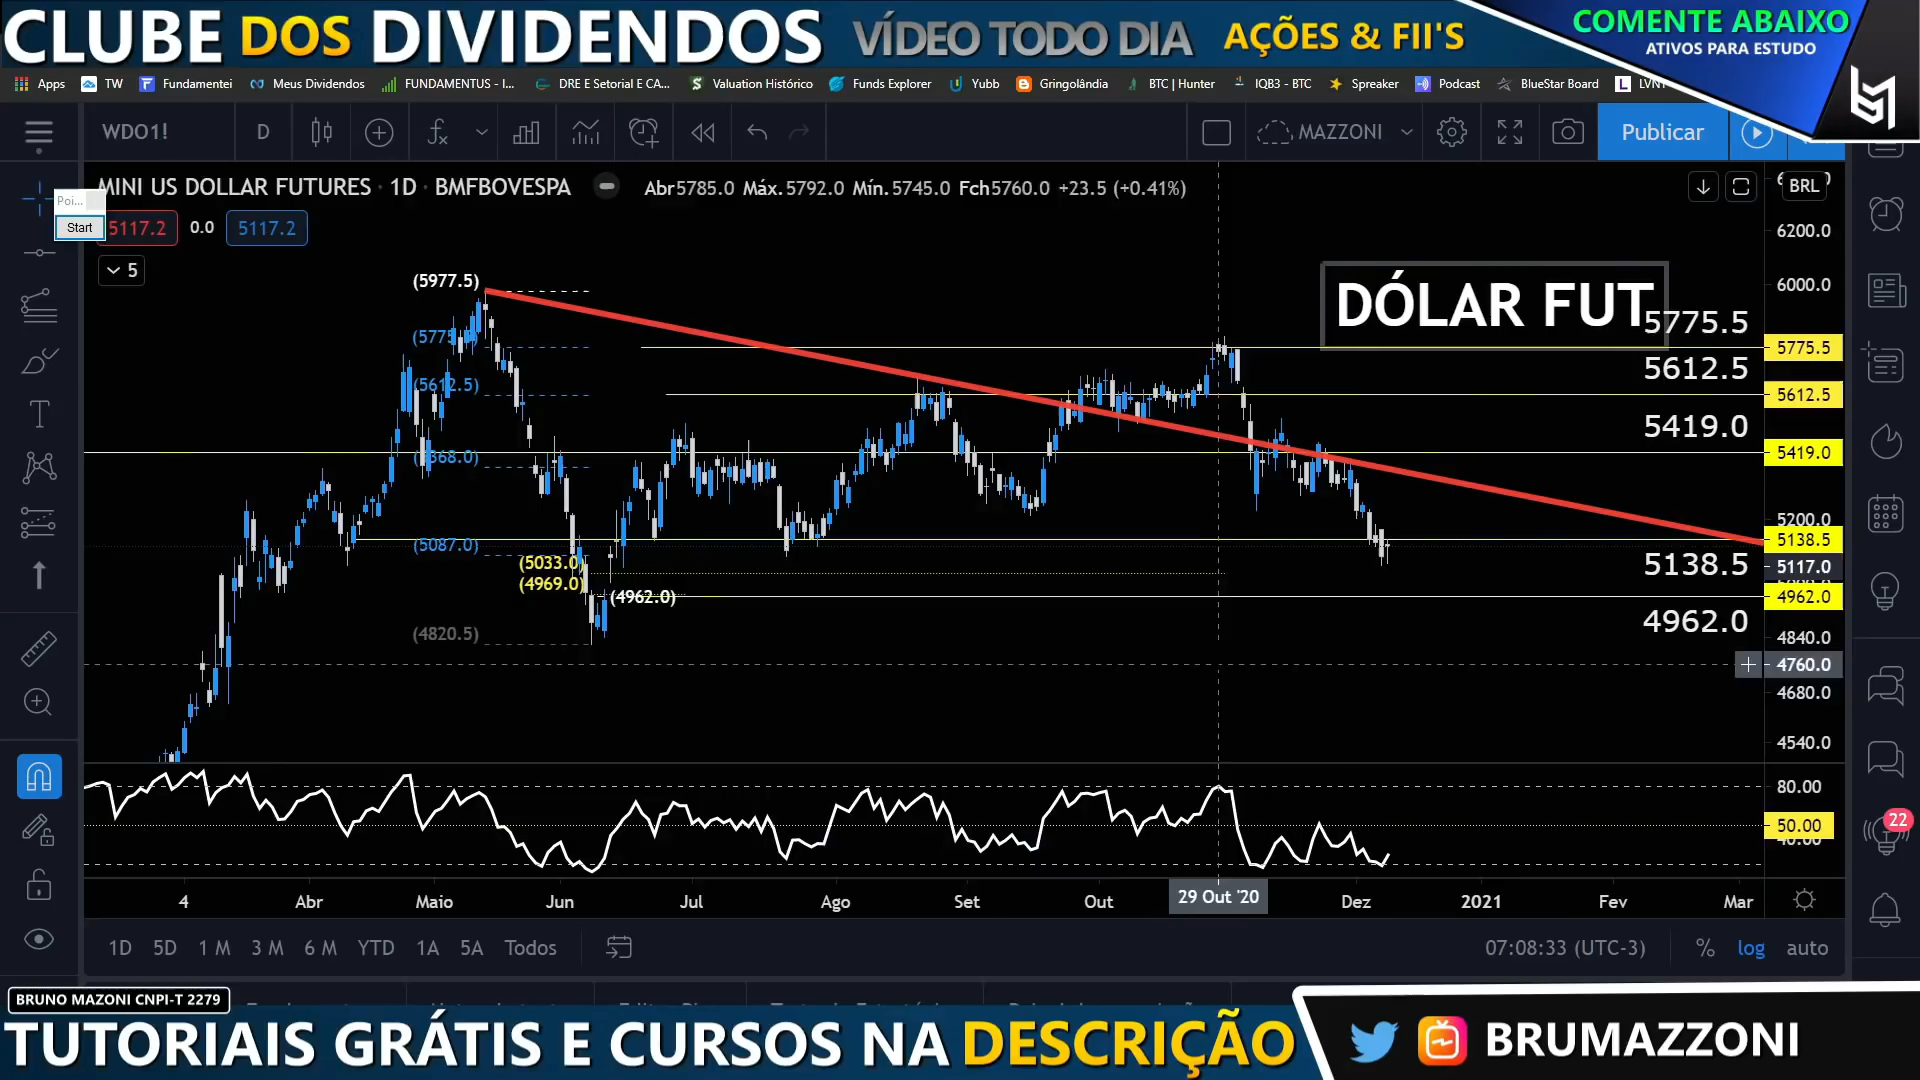 CLUBE DOS DIVIDENDOS VÍDEO TODO DIA AÇÕES & FII'S
COMENTE ABAIXO
ATIVOS PARA ESTUDO
Apps TW Fundamentei Meus Dividendos FUNDAMENTUS - I... DRE E Setorial E CA... Valuation Histórico Funds Explorer Yubb Gringolândia BTC | Hunter IQB3 - BTC Spreaker Podcast BlueStar Board
WDO1! D MAZZONI Publicar
MINI US DOLLAR FUTURES · 1D · BMFBOVESPA Abr5785.0 Máx.5792.0 Mín.5745.0 Fch5760.0 +23.5 (+0.41%) BRL
Poi...
Start
5117.2 0.0 5117.2
5
6200.0
(5977.5)
6000.0
DÓLAR FUT
5775.5
5775.5
5612.5
(5612.5)
5612.5
5419.0
5419.0
5200.0
5138.5
(5087.0)
(5033.0)
5138.5
5117.0
(4969.0)
(4962.0)
4962.0
4962.0
(4820.5)
4840.0
4760.0
4680.0
4540.0
80.00
50.00
22
4 Abr Maio Jun Jul Ago Set Out 29 Out '20 Dez 2021 Fev Mar
1D 5D 1 M 3 M 6 M YTD 1A 5A Todos 07:08:33 (UTC-3) % log auto
BRUNO MAZONI CNPI-T 2279
TUTORIAIS GRÁTIS E CURSOS NA DESCRIÇÃO BRUMAZZONI